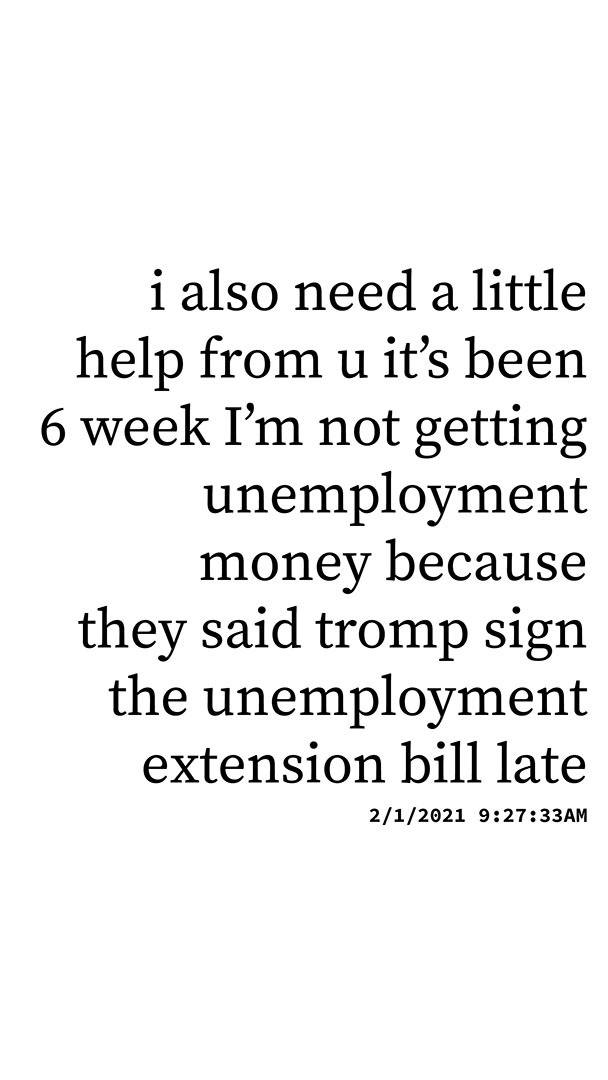 i also need a little
help from u it’s been
6 week I’m not getting
unemployment
money because
they said tromp sign
the unemployment
extension bill late
2/1/2021 9:27:33AM